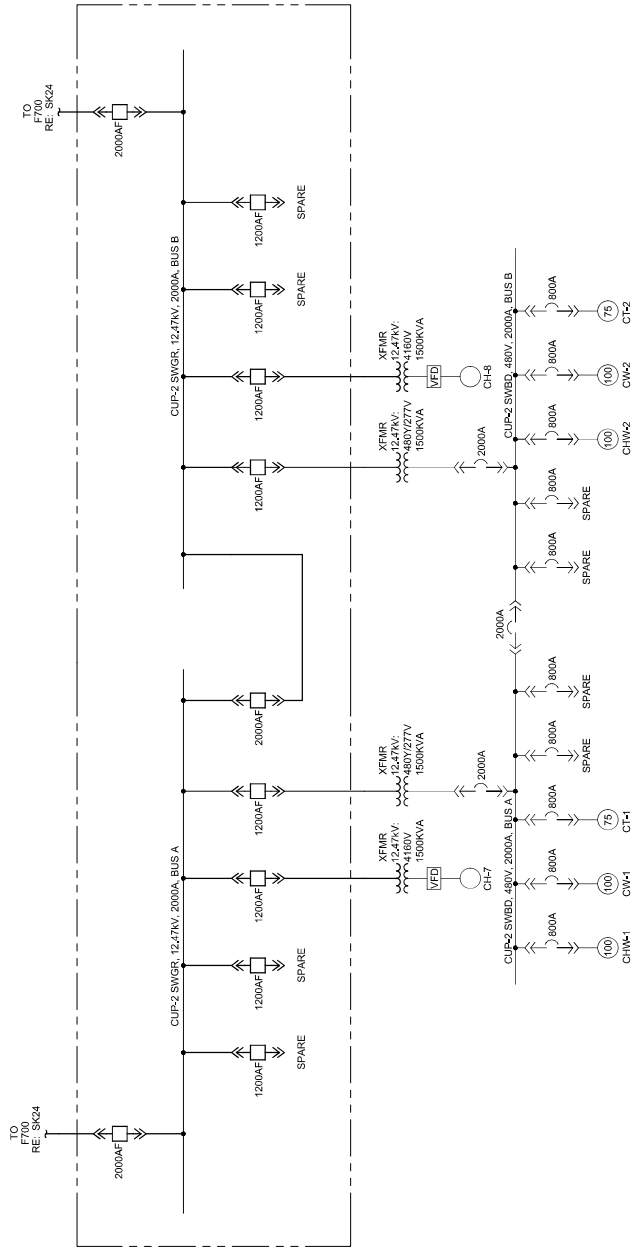 TO
F700
RE: SK24
TO
F700
RE: SK24
2000AF
2000AF
CUP-2 SWGR, 12.47kV, 2000A, BUS A
CUP-2 SWGR, 12.47kV, 2000A, BUS B
1200AF
SPARE
1200AF
SPARE
1200AF
1200AF
2000AF
1200AF
1200AF
1200AF
SPARE
1200AF
SPARE
XFMR
12.47kV:
4160V
1500KVA
XFMR
12.47kV:
480Y/277V
1500KVA
XFMR
12.47kV:
480Y/277V
1500KVA
XFMR
12.47kV:
4160V
1500KVA
VFD
CH-7
2000A
2000A
VFD
CH-8
CUP-2 SWBD, 480V, 2000A, BUS A
2000A
CUP-2 SWBD, 480V, 2000A, BUS B
800A
100
CHW-1
800A
100
CW-1
800A
75
CT-1
800A
SPARE
800A
SPARE
800A
SPARE
800A
SPARE
800A
100
CHW-2
800A
100
CW-2
800A
75
CT-2